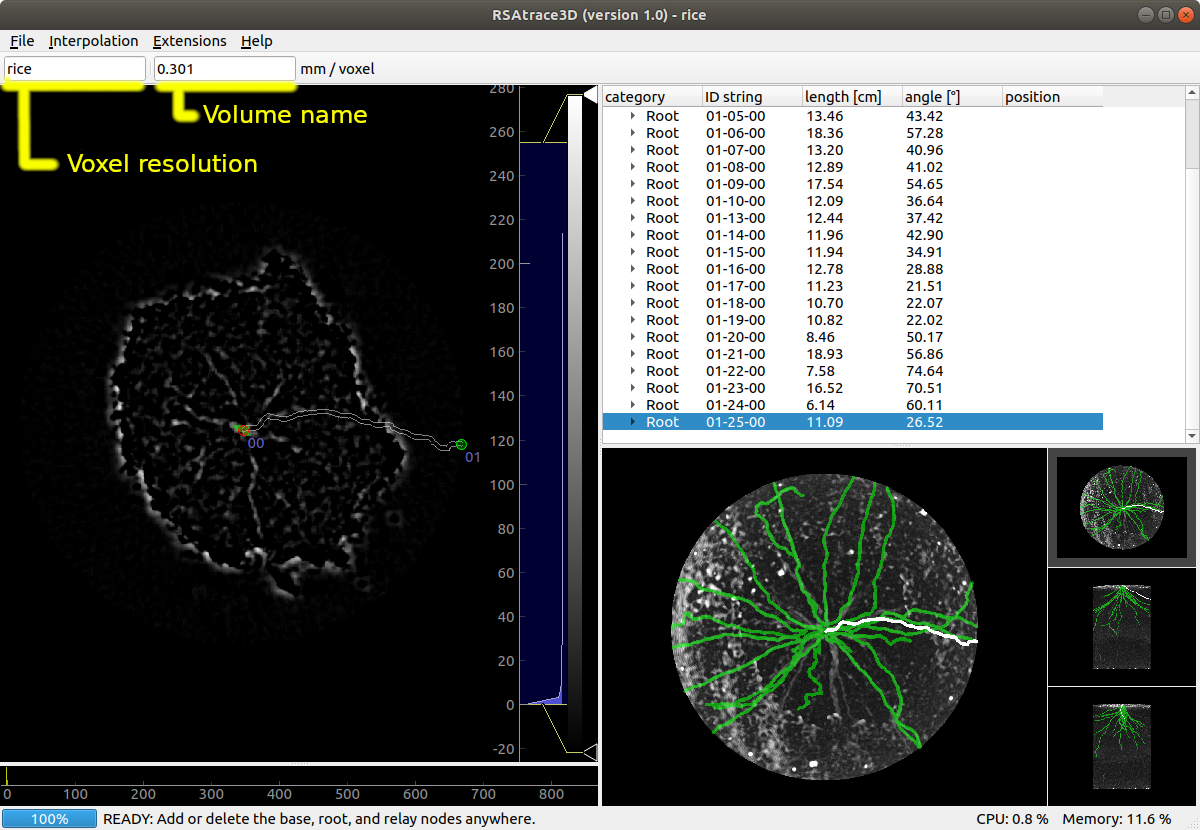 RSAtrace3D (version 1.0) - rice
File Interpolation Extensions Help
rice 0.301 mm / voxel
Volume name
Voxel resolution
280
260
240
220
200
180
160
140
120
100
80
60
40
20
0
-20
00
01
0 100 200 300 400 500 600 700 800
category ID string length [cm] angle [°] position
Root 01-05-00 13.46 43.42
Root 01-06-00 18.36 57.28
Root 01-07-00 13.20 40.96
Root 01-08-00 12.89 41.02
Root 01-09-00 17.54 54.65
Root 01-10-00 12.09 36.64
Root 01-13-00 12.44 37.42
Root 01-14-00 11.96 42.90
Root 01-15-00 11.94 34.91
Root 01-16-00 12.78 28.88
Root 01-17-00 11.23 21.51
Root 01-18-00 10.70 22.07
Root 01-19-00 10.82 22.02
Root 01-20-00 8.46 50.17
Root 01-21-00 18.93 56.86
Root 01-22-00 7.58 74.64
Root 01-23-00 16.52 70.51
Root 01-24-00 6.14 60.11
Root 01-25-00 11.09 26.52
100% READY: Add or delete the base, root, and relay nodes anywhere. CPU: 0.8 % Memory: 11.6 %